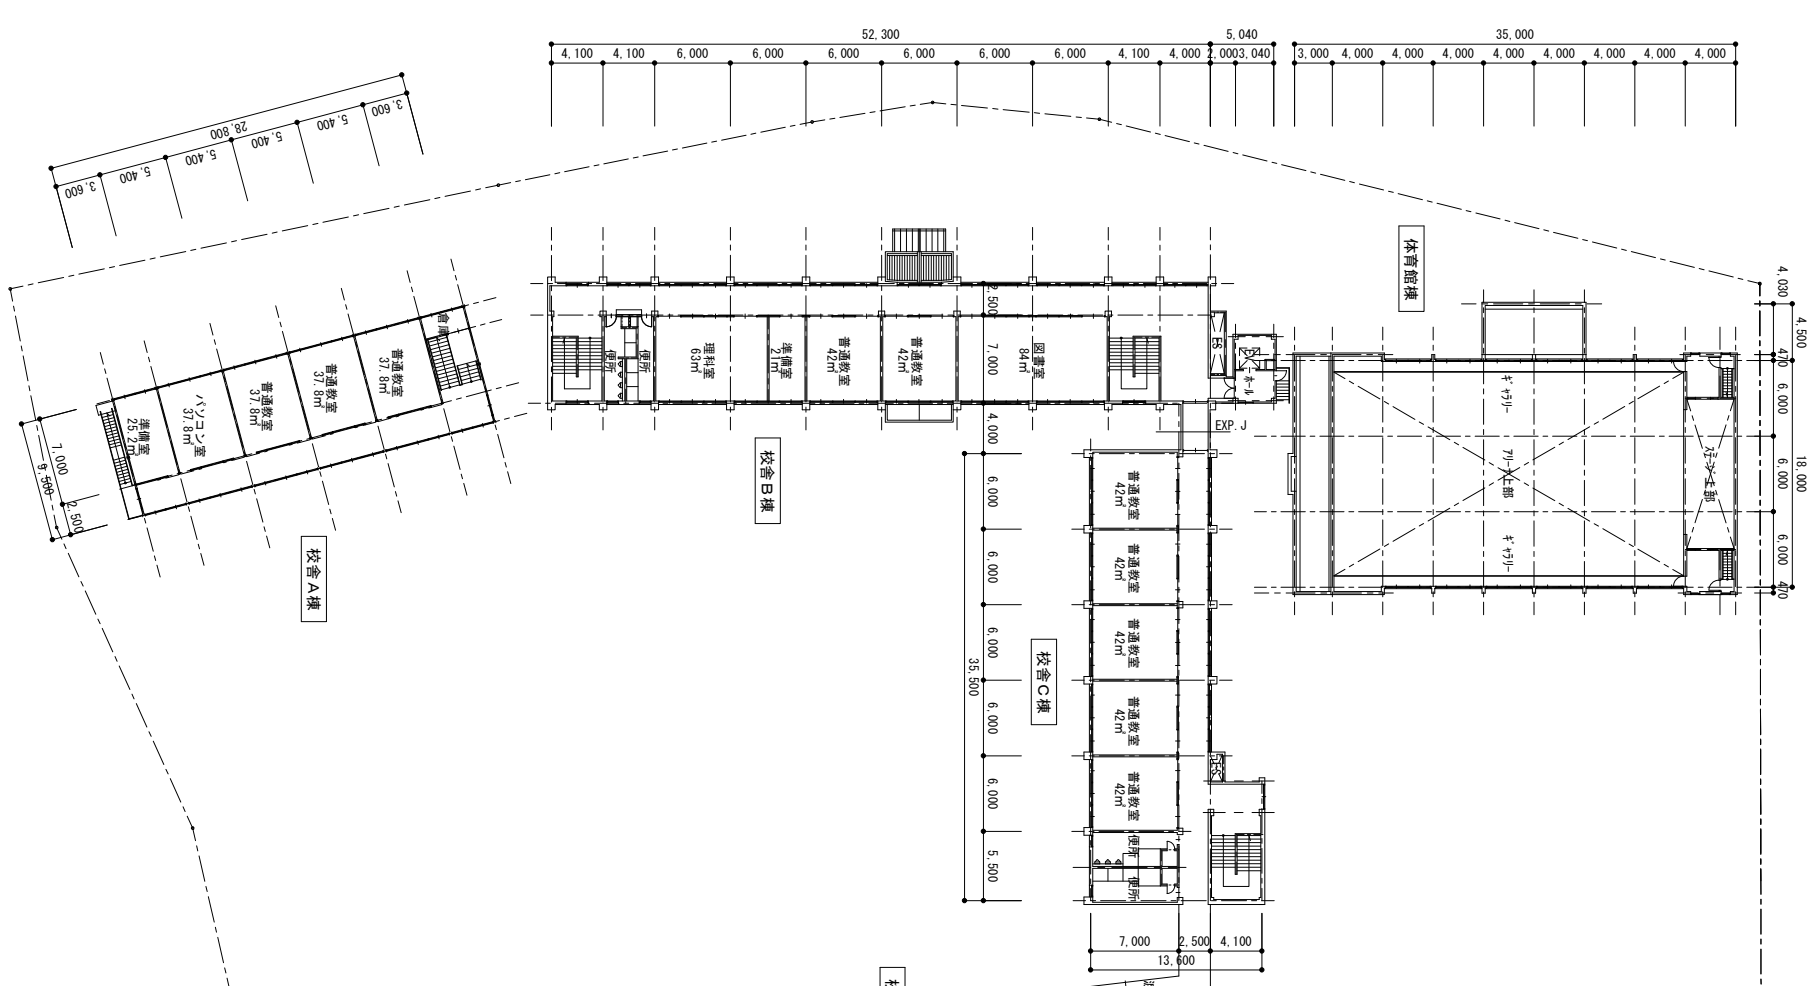 52,300
5,040
35,000
4,100
4,100
6,000
6,000
6,000
6,000
6,000
6,000
4,100
4,000
2,000
3,040
3,000
4,000
4,000
4,000
4,000
4,000
4,000
4,000
4,000
28,800
3,600
5,400
5,400
5,400
5,400
3,600
倉庫
普通教室
37.8㎡
普通教室
37.8㎡
普通教室
37.8㎡
パソコン室
37.8㎡
準備室
25.2㎡
7,000
2,500
9,500
校舎A棟
便所
便所
理科室
63㎡
準備室
21㎡
普通教室
42㎡
普通教室
42㎡
図書室
84㎡
2,500
7,000
4,000
ES
EV
ホール
EXP.J
校舎B棟
体育館棟
ギャラリー
アリーナ上部
ギャラリー
ステージ上部
4,030
4,500
470
6,000
6,000
18,000
6,000
470
普通教室
42㎡
普通教室
42㎡
普通教室
42㎡
普通教室
42㎡
普通教室
42㎡
便所
便所
6,000
6,000
6,000
6,000
6,000
5,500
35,500
校舎C棟
7,000
2,500
4,100
13,600